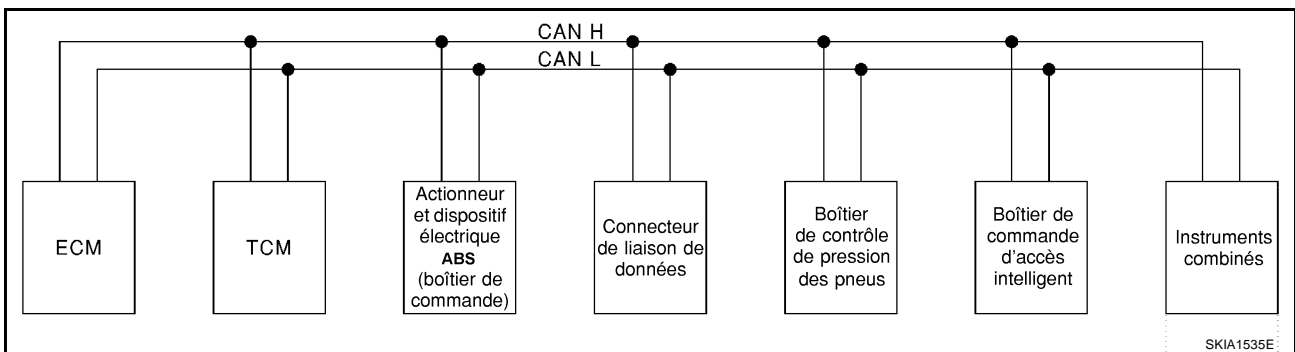 CAN H
CAN L
ECM
TCM
Actionneur
et dispositif
électrique
ABS
(boîtier de
commande)
Connecteur
de liaison de
données
Boîtier
de contrôle
de pression
des pneus
Boîtier de
commande
d'accès
intelligent
Instruments
combinés
SKIA1535E